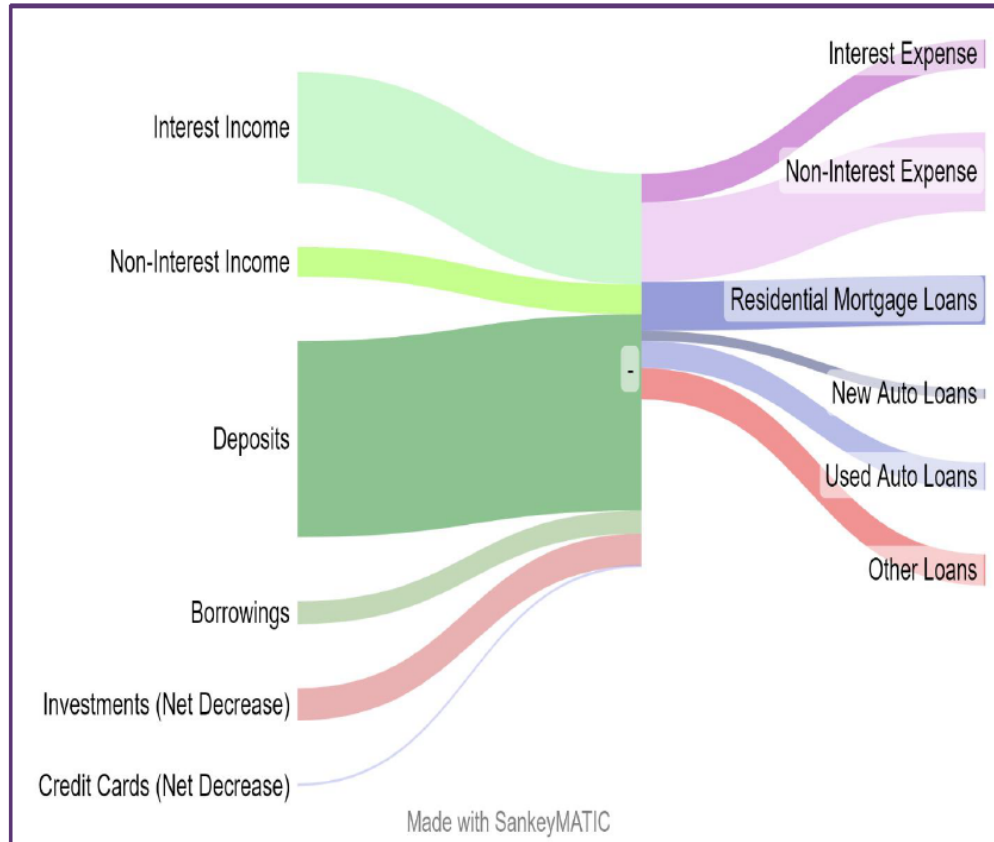 Interest Income
Non-Interest Income
Deposits
Borrowings
Investments (Net Decrease)
Credit Cards (Net Decrease)
-
Interest Expense
Non-Interest Expense
Residential Mortgage Loans
New Auto Loans
Used Auto Loans
Other Loans
Made with SankeyMATIC